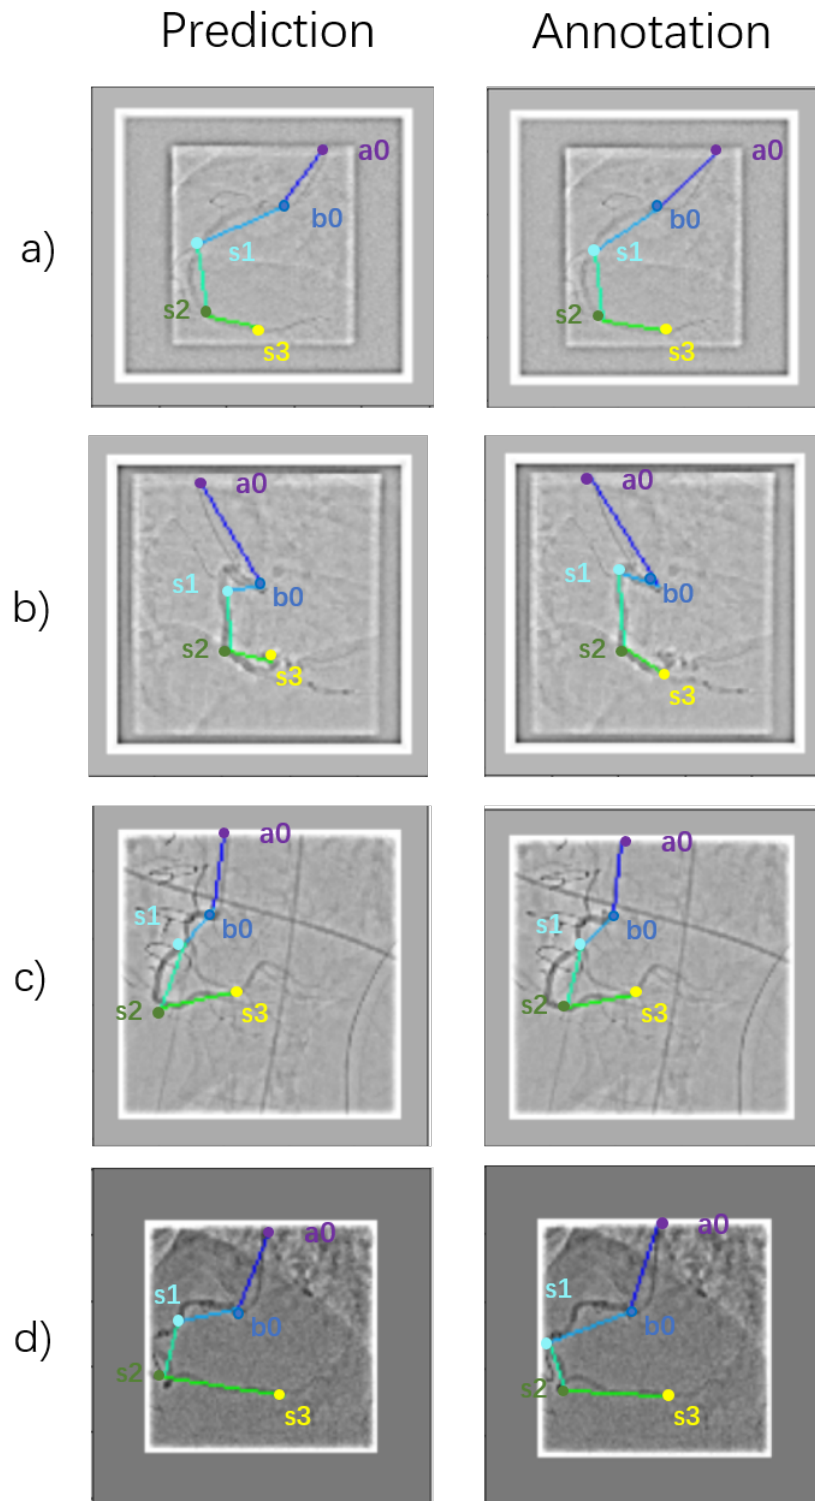 Prediction Annotation
a)
a0 a0
b0 b0
s1 s1
s2 s2
s3 s3
b)
a0 a0
s1 b0 s1 b0
s2 s2
s3 s3
c)
a0 a0
s1 b0 s1 b0
s2 s3 s2 s3
d)
a0 a0
s1 b0 s1 b0
s2 s2
s3 s3